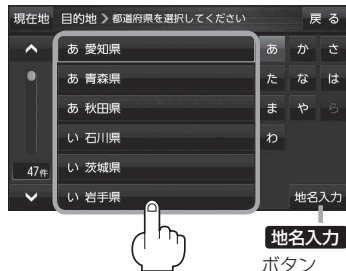 現在地 目的地 > 都道府県を選択してください 戻る
あ 愛知県 あ か さ
あ 青森県 た な は
あ 秋田県 ま や ら
い 石川県 わ
47件 い 茨城県
い 岩手県 地名入力
地名入力
ボタン